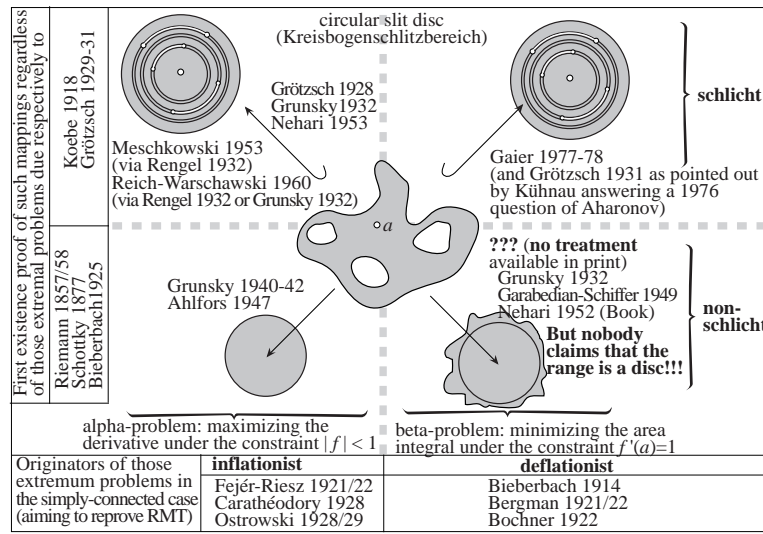 First existence proof of such mappings regardless
of those extremal problems due respectively to
Koebe 1918
Grötzsch 1929-31
Riemann 1857/58
Schottky 1877
Bieberbach1925
circular slit disc
(Kreisbogenschlitzbereich)
Grötzsch 1928
Grunsky1932
Nehari 1953
schlicht
Meschkowski 1953
(via Rengel 1932)
Reich-Warschawski 1960
(via Rengel 1932 or Grunsky 1932)
Gaier 1977-78
(and Grötzsch 1931 as pointed out
by Kühnau answering a 1976
question of Aharonov)
a
Grunsky 1940-42
Ahlfors 1947
??? (no treatment
available in print)
Grunsky 1932
Garabedian-Schiffer 1949
Nehari 1952 (Book)
But nobody
claims that the
range is a disc!!!
non-
schlicht
alpha-problem: maximizing the
derivative under the constraint |f| < 1
beta-problem: minimizing the area
integral under the constraint f'(a)=1
Originators of those
extremum problems in
the simply-connected case
(aiming to reprove RMT)
inflationist
Fejér-Riesz 1921/22
Carathéodory 1928
Ostrowski 1928/29
deflationist
Bieberbach 1914
Bergman 1921/22
Bochner 1922